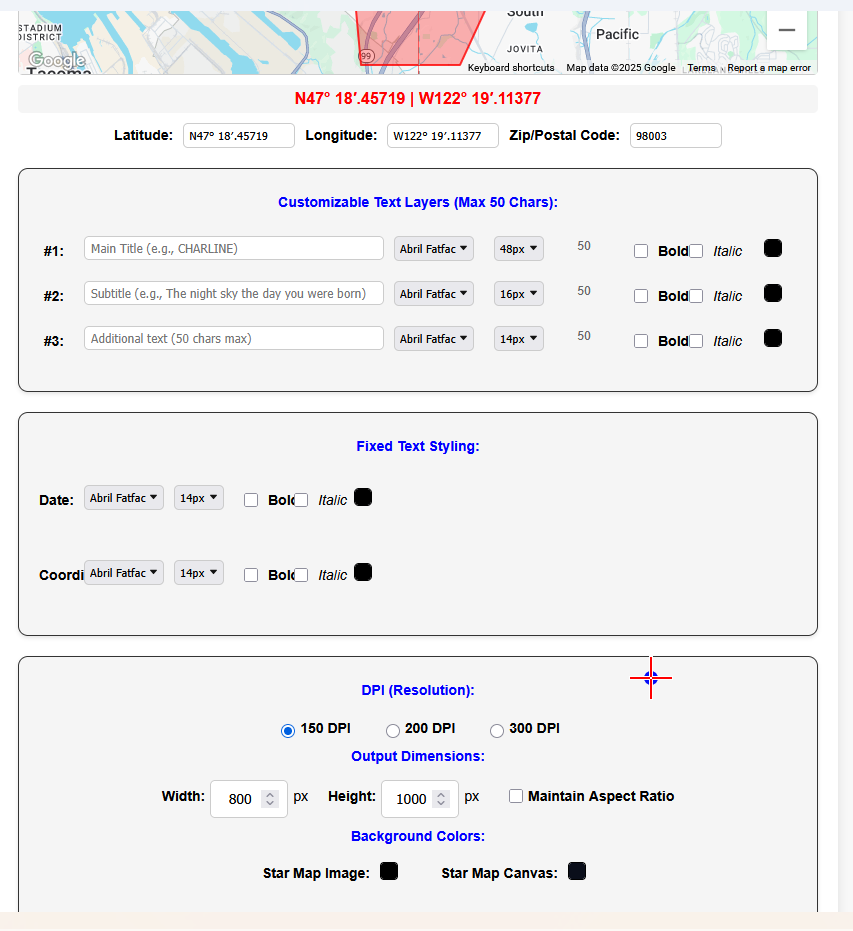 STADIUM
DISTRICT
South
Pacific
JOVITA
99
Google
Tacoma
Keyboard shortcuts Map data ©2025 Google Terms Report a map error
N47° 18′.45719 | W122° 19′.11377
Latitude: N47° 18′.45719 Longitude: W122° 19′.11377 Zip/Postal Code: 98003
Customizable Text Layers (Max 50 Chars):
#1: Main Title (e.g., CHARLINE) Abril Fatfac 48px 50 Bold Italic
#2: Subtitle (e.g., The night sky the day you were born) Abril Fatfac 16px 50 Bold Italic
#3: Additional text (50 chars max) Abril Fatfac 14px 50 Bold Italic
Fixed Text Styling:
Date: Abril Fatfac 14px Bold Italic
Coordi Abril Fatfac 14px Bold Italic
DPI (Resolution):
150 DPI 200 DPI 300 DPI
Output Dimensions:
Width: 800 px Height: 1000 px Maintain Aspect Ratio
Background Colors:
Star Map Image: Star Map Canvas: